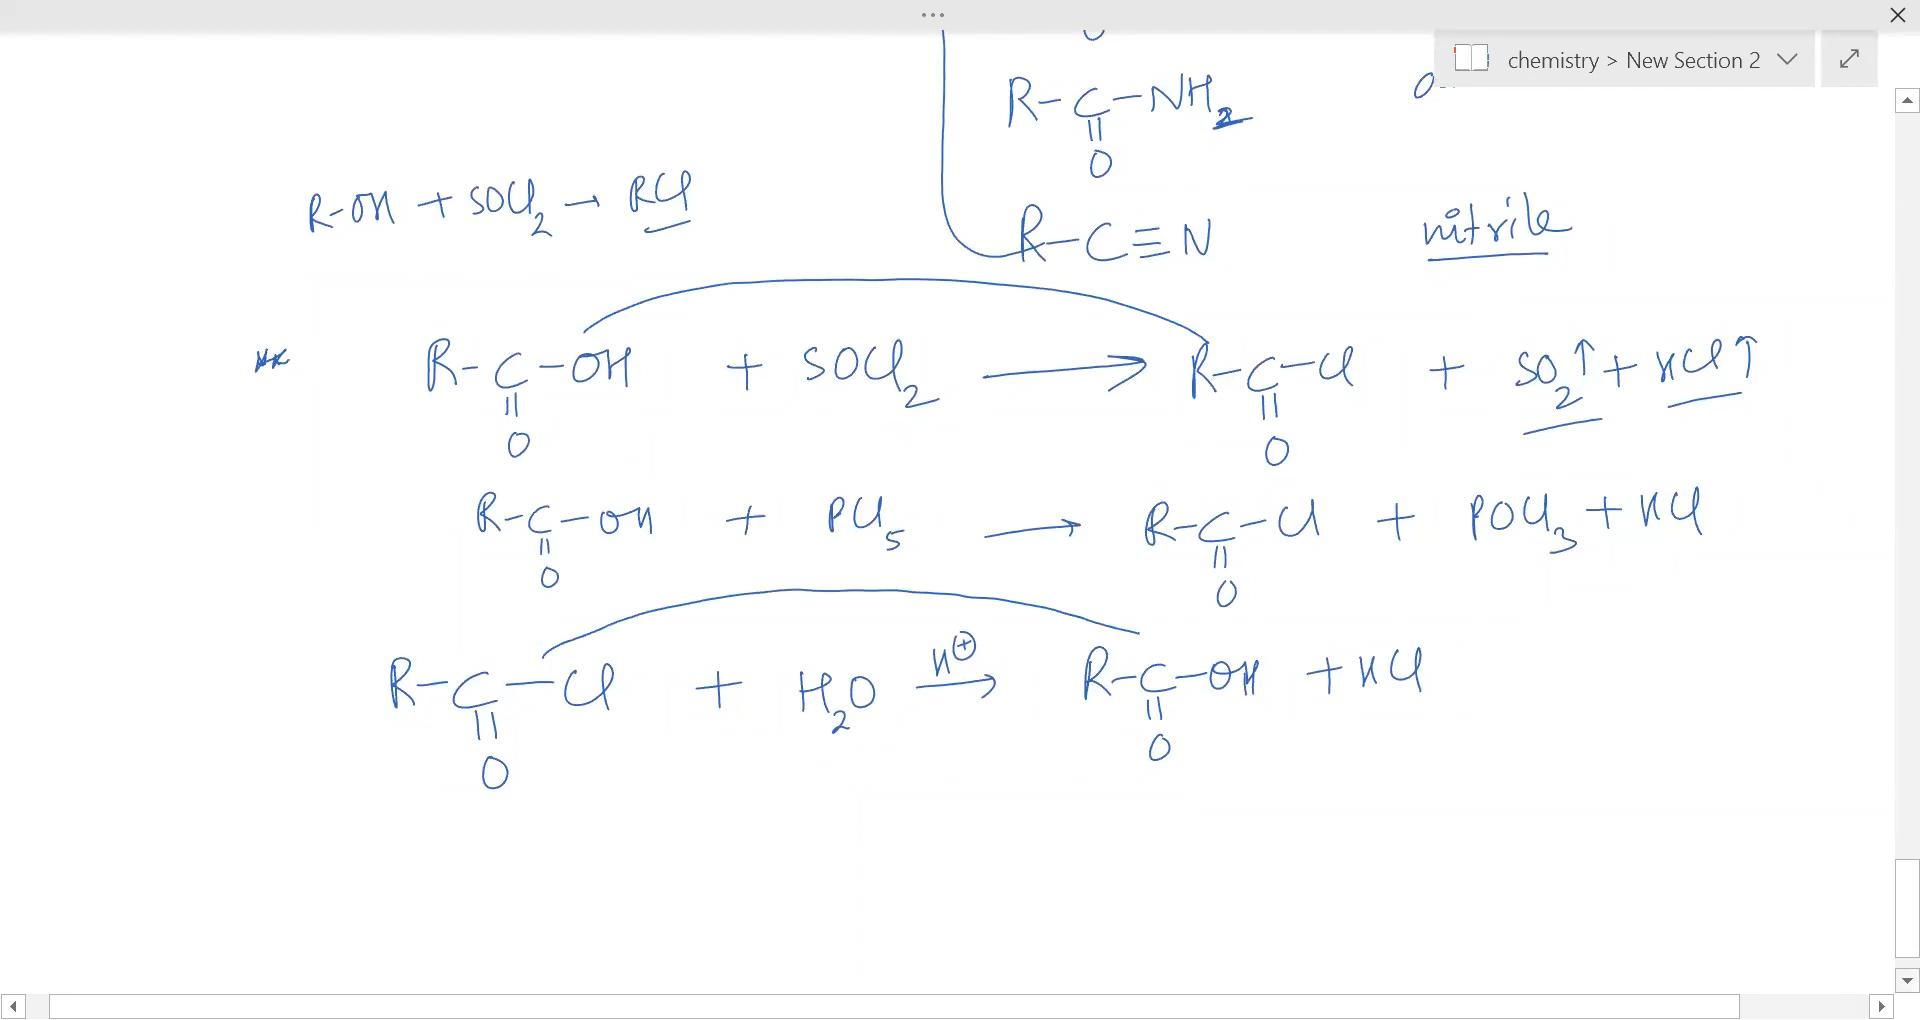 chemistry > New Section 2
R-C-NH2
||
O
R-OH + SOCl2 → RCl
R-C≡N nitrile
R-C-OH + SOCl2 → R-C-Cl + SO2↑ + HCl↑
|| ||
O O
R-C-OH + PCl5 → R-C-Cl + POCl3 + HCl
|| ||
O O
H⊕
R-C-Cl + H2O → R-C-OH + HCl
|| ||
O O